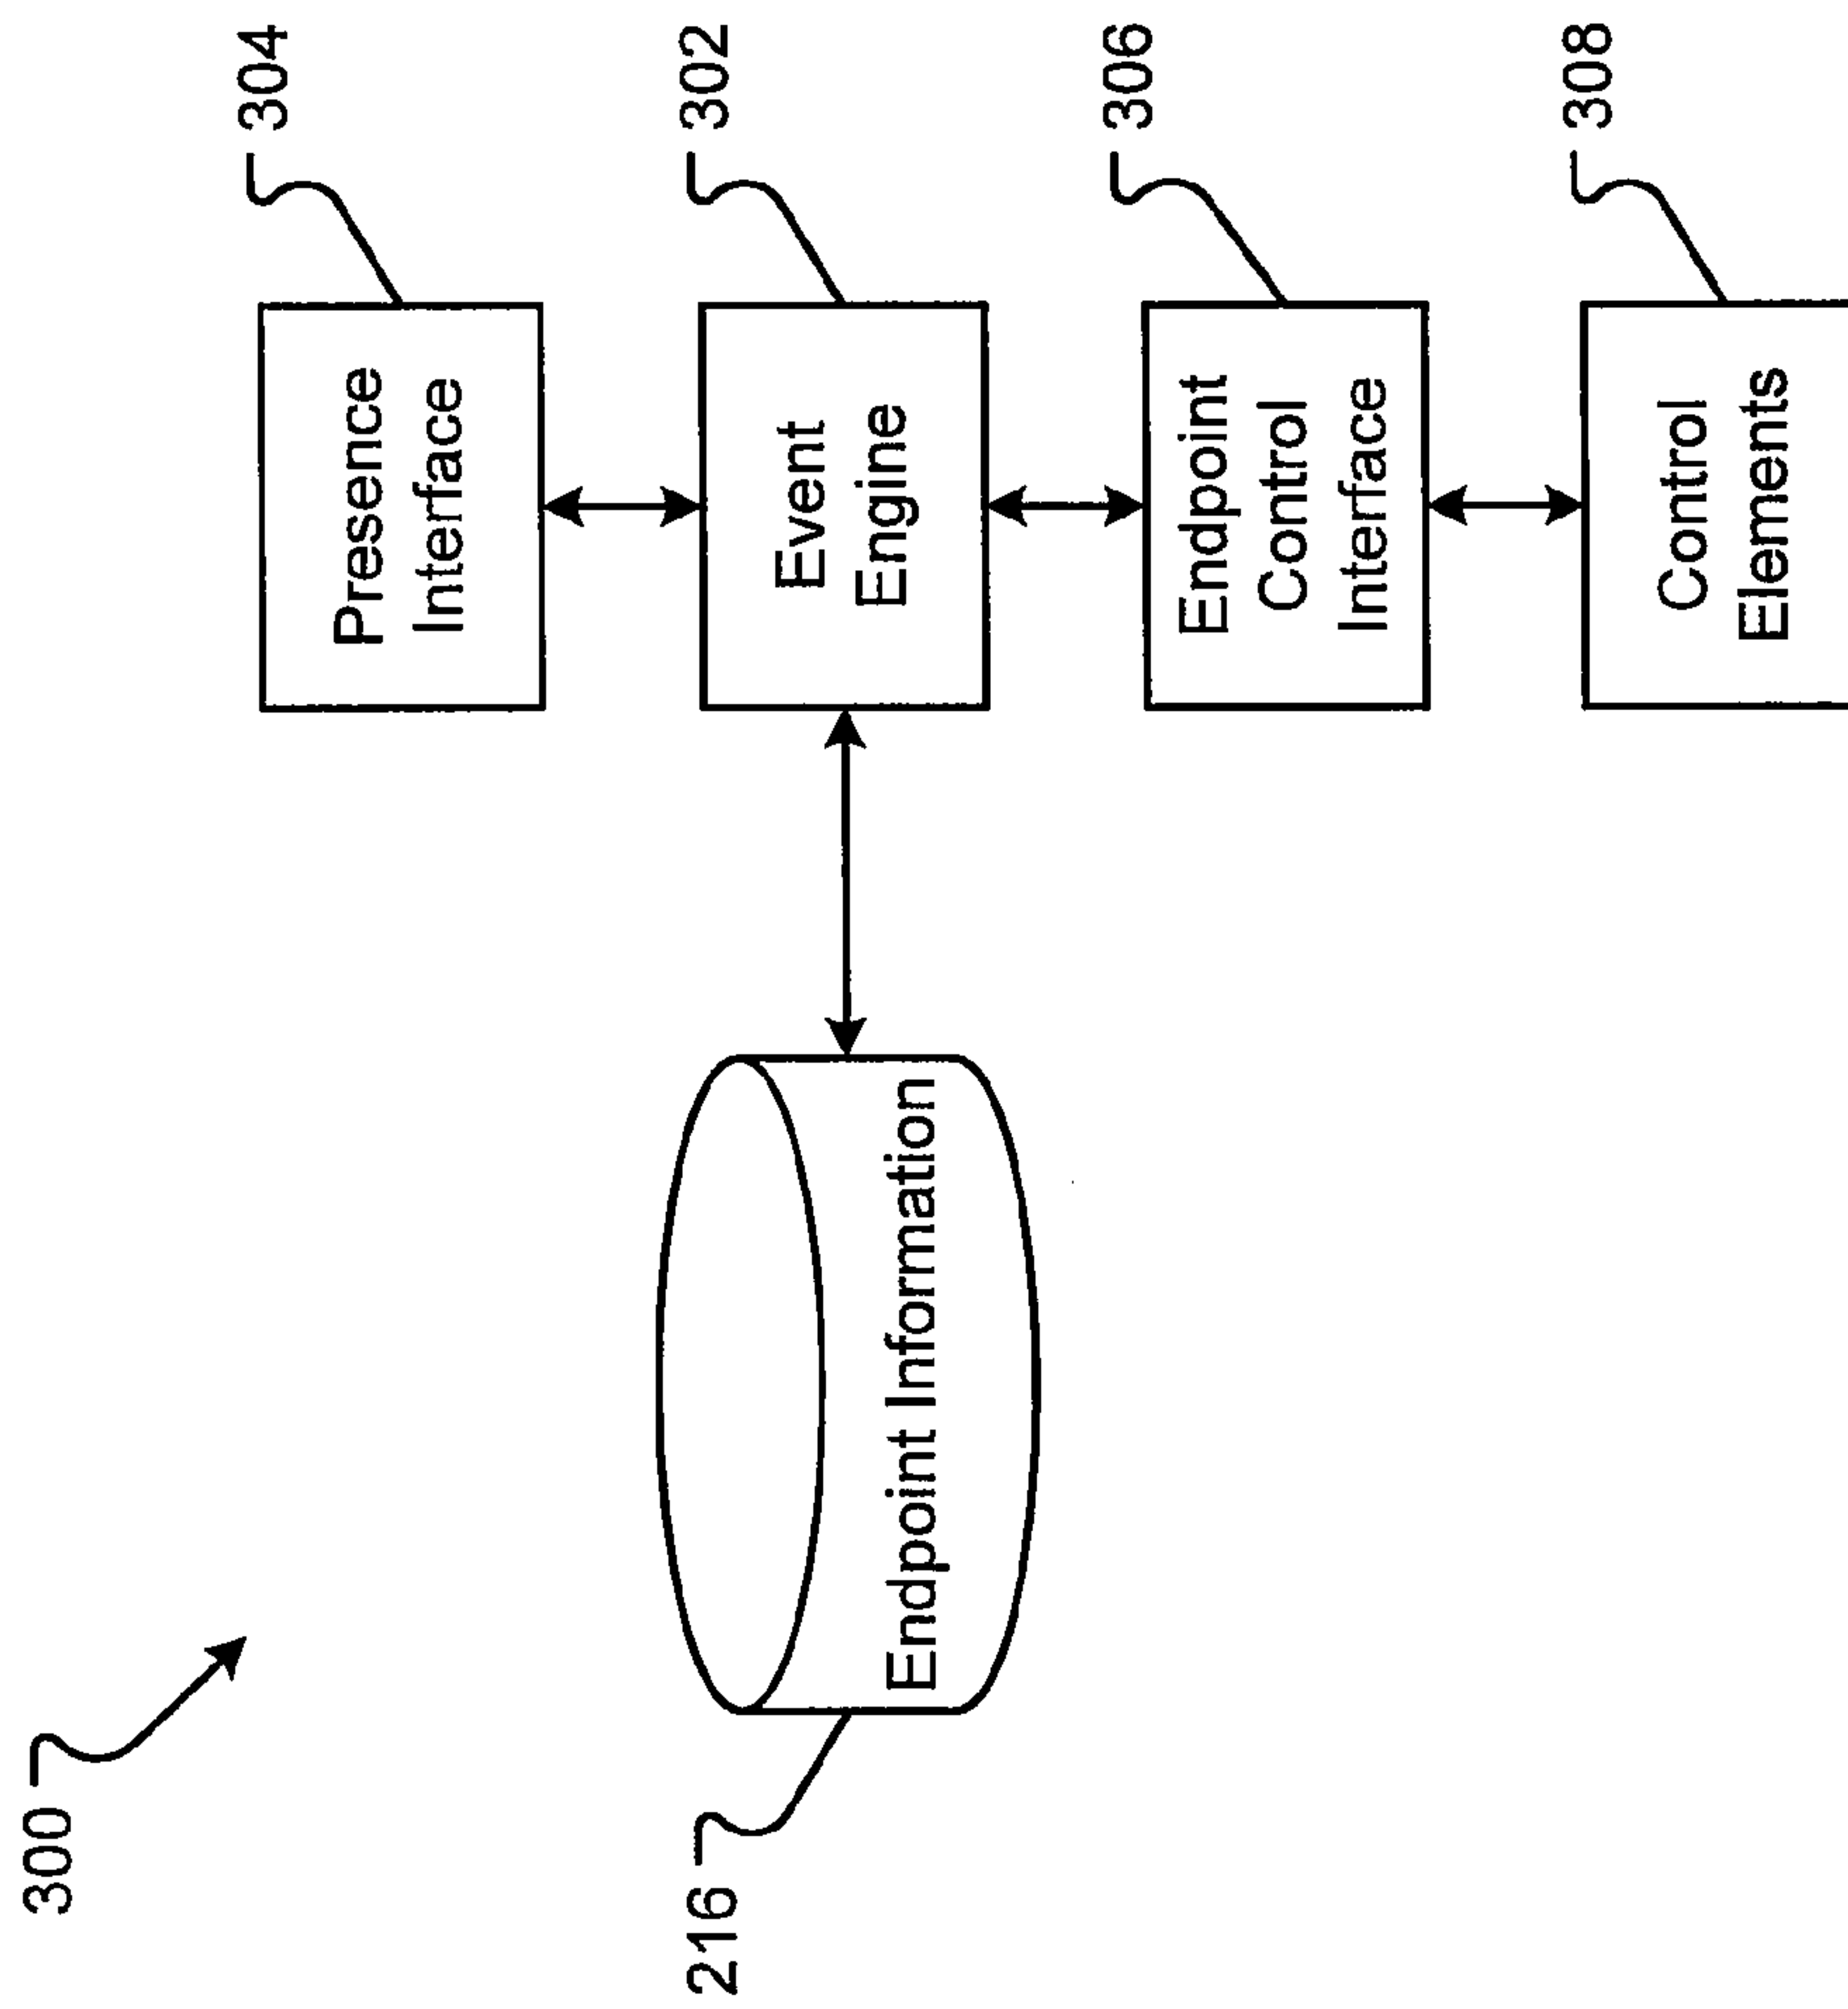 300
304
Presence
Interface
216
Endpoint Information
302
Event
Engine
306
Endpoint
Control
Interface
308
Control
Elements